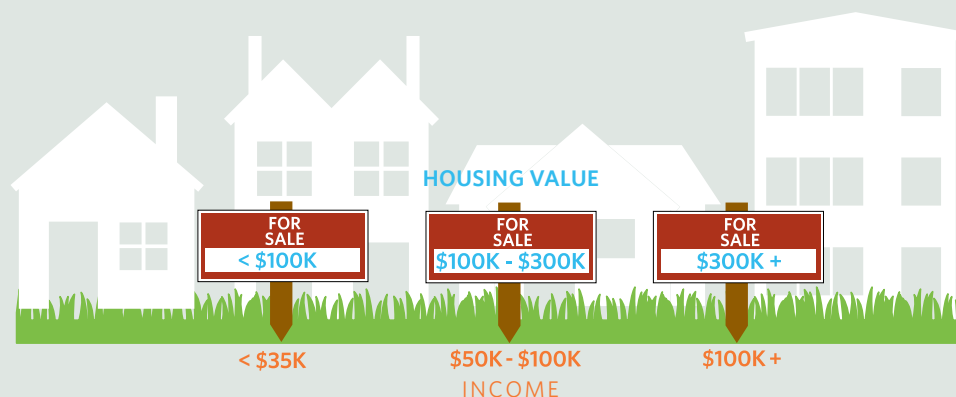 HOUSING VALUE
FOR
SALE
< $100K
FOR
SALE
$100K - $300K
FOR
SALE
$300K +
< $35K
$50K - $100K
$100K +
INCOME